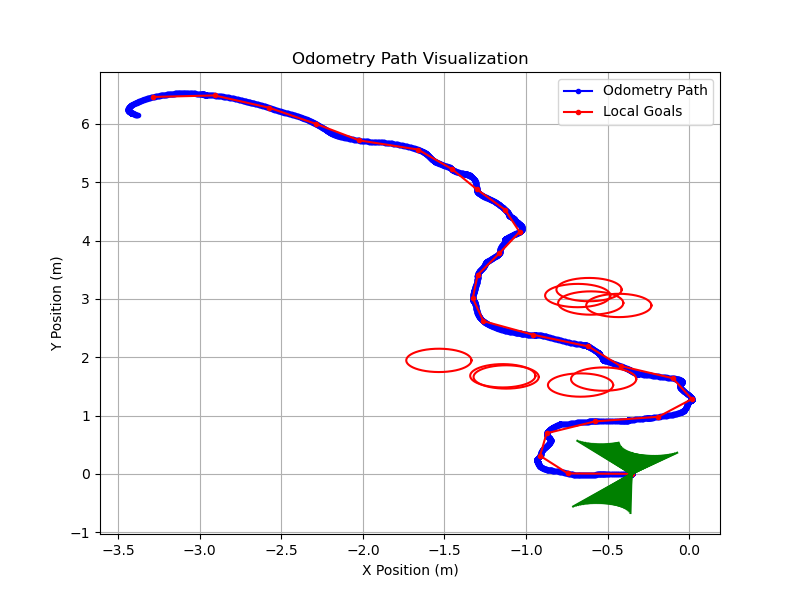 Odometry Path Visualization
Odometry Path
Local Goals
Y Position (m)
6
5
4
3
2
1
0
−1
−3.5 −3.0 −2.5 −2.0 −1.5 −1.0 −0.5 0.0
X Position (m)